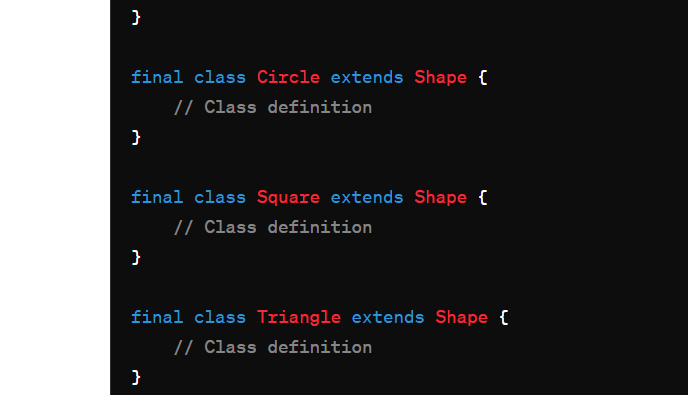 }
final class Circle extends Shape {
    // Class definition
}
final class Square extends Shape {
    // Class definition
}
final class Triangle extends Shape {
    // Class definition
}